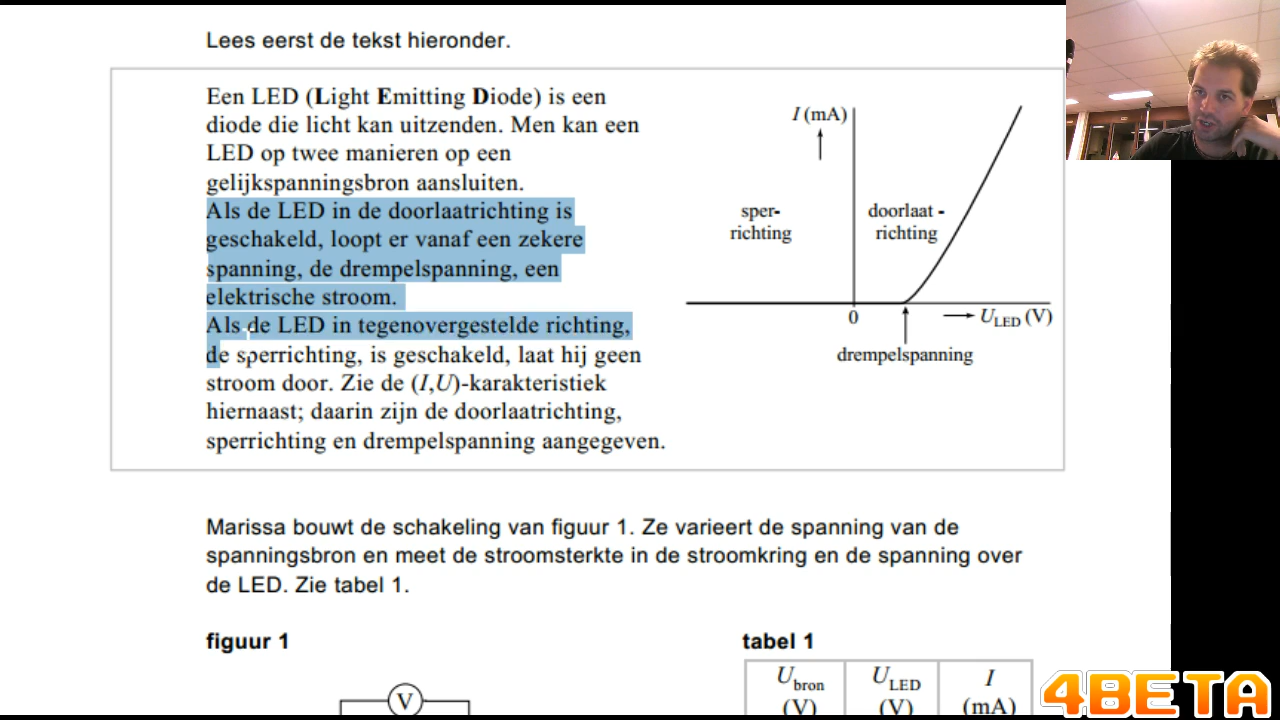 Lees eerst de tekst hieronder.
Een LED (Light Emitting Diode) is een
diode die licht kan uitzenden. Men kan een
LED op twee manieren op een
gelijkspanningsbron aansluiten.
Als de LED in de doorlaatrichting is
geschakeld, loopt er vanaf een zekere
spanning, de drempelspanning, een
elektrische stroom.
Als de LED in tegenovergestelde richting,
de sperrichting, is geschakeld, laat hij geen
stroom door. Zie de (I,U)-karakteristiek
hiernaast; daarin zijn de doorlaatrichting,
sperrichting en drempelspanning aangegeven.
I (mA)
sper-
richting
doorlaat -
richting
0
U_LED (V)
drempelspanning
Marissa bouwt de schakeling van figuur 1. Ze varieert de spanning van de
spanningsbron en meet de stroomsterkte in de stroomkring en de spanning over
de LED. Zie tabel 1.
figuur 1
V
tabel 1
U_bron U_LED I
(V) (V) (mA)
4BETA